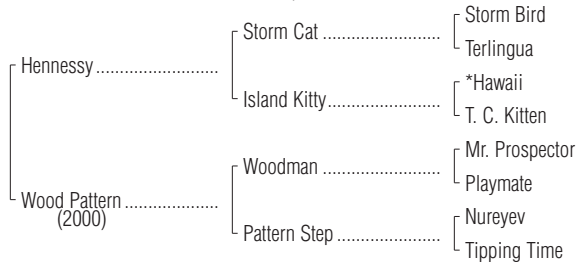 Storm Bird
Storm Cat ........................
Terlingua
Hennessy .........................
*Hawaii
Island Kitty .......................
T. C. Kitten
Mr. Prospector
Woodman ........................
Playmate
Wood Pattern ...................
(2000)
Nureyev
Pattern Step .....................
Tipping Time